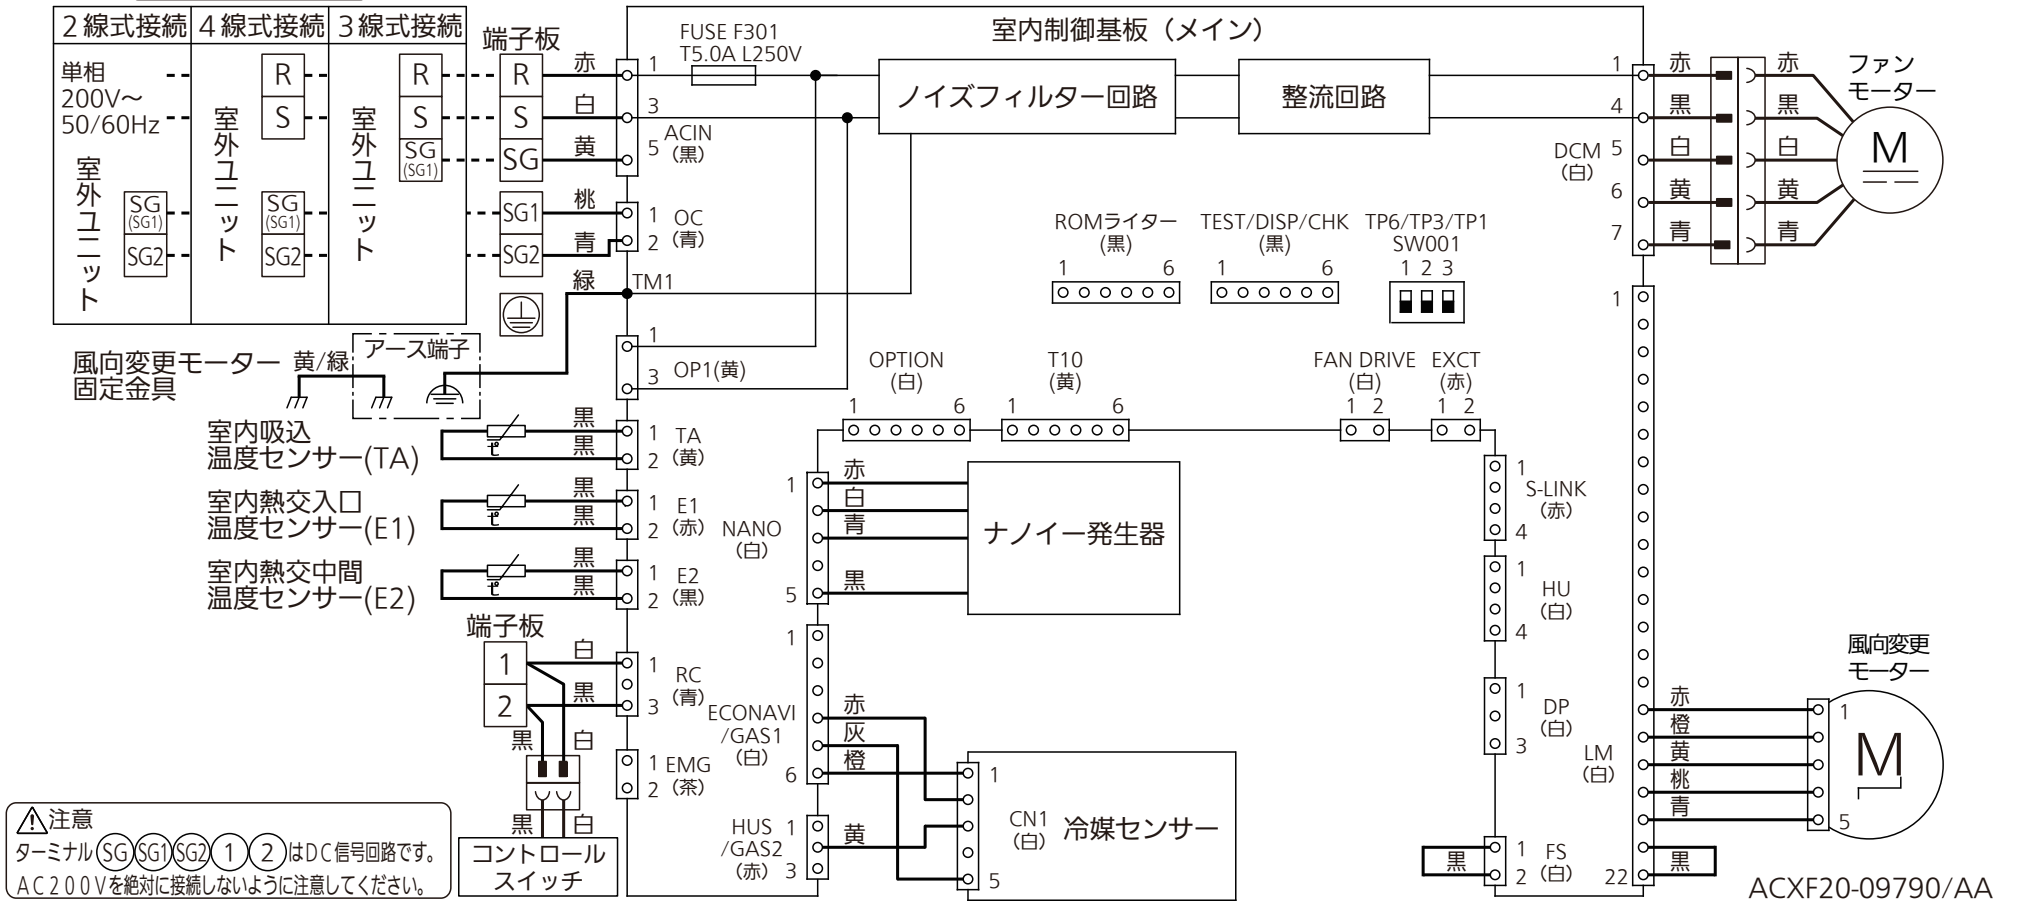 2線式接続
4線式接続
3線式接続
端子板
単相
200V～
50/60Hz
室外ユニット
SG
(SG1)
SG2
R
S
室外ユニット
SG
(SG1)
SG2
R
S
室外ユニット
SG
(SG1)
R
S
SG
SG1
SG2
赤
白
黄
桃
青
緑
1
3
5
ACIN
(黒)
1
2
OC
(青)
TM1
1
3
OP1(黄)
FUSE F301
T5.0A L250V
室内制御基板（メイン）
ノイズフィルター回路
整流回路
1
4
5
6
7
DCM
(白)
赤
黒
白
黄
青
赤
黒
白
黄
青
ファン
モーター
M
ROMライター
(黒)
1 6
TEST/DISP/CHK
(黒)
1 6
TP6/TP3/TP1
SW001
1 2 3
風向変更モーター
固定金具
黄/緑
アース端子
OPTION
(白)
1 6
T10
(黄)
1 6
FAN DRIVE
(白)
1 2
EXCT
(赤)
1 2
室内吸込
温度センサー(TA)
黒
黒
1
2
TA
(黄)
室内熱交入口
温度センサー(E1)
黒
黒
1
2
E1
(赤)
室内熱交中間
温度センサー(E2)
黒
黒
1
2
E2
(黒)
端子板
1
2
白
黒
1
3
RC
(青)
黒
白
黒
白
コントロール
スイッチ
1
2
EMG
(茶)
NANO
(白)
1
5
赤
白
青
黒
ナノイー発生器
ECONAVI
/GAS1
(白)
1
6
赤
灰
橙
HUS
/GAS2
(赤)
1
3
黄
1
5
CN1
(白)
冷媒センサー
1
4
S-LINK
(赤)
1
4
HU
(白)
1
3
DP
(白)
黒
1
2
FS
(白)
1
22
LM
(白)
赤
橙
黄
桃
青
黒
1
5
風向変更
モーター
M
注意
ターミナルSG SG1 SG2 1 2はDC信号回路です。
AC200Vを絶対に接続しないように注意してください。
ACXF20-09790/AA